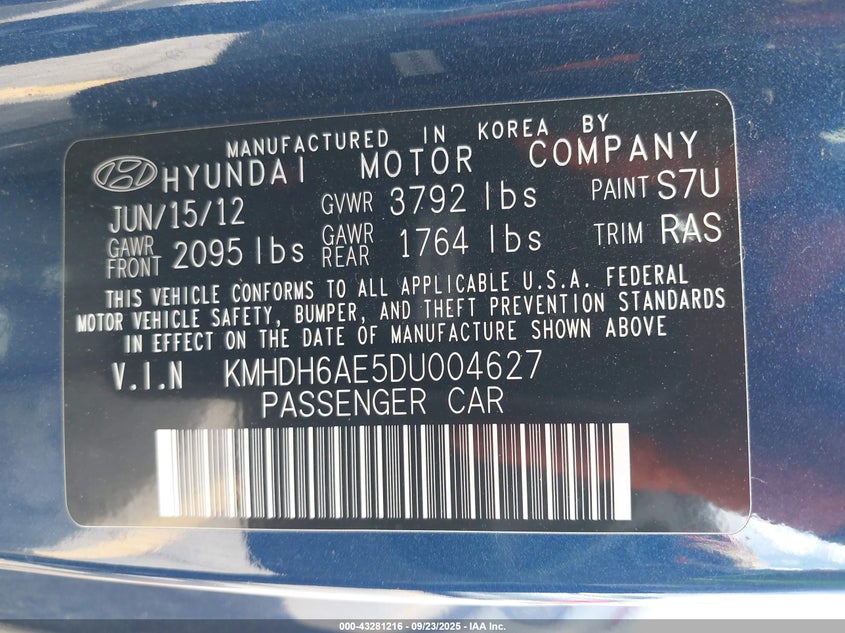 MANUFACTURED IN KOREA BY
HYUNDAI MOTOR COMPANY
JUN/15/12 GVWR 3792 lbs PAINT S7U
GAWR FRONT 2095 lbs GAWR REAR 1764 lbs TRIM RAS
THIS VEHICLE CONFORMS TO ALL APPLICABLE U.S.A. FEDERAL
MOTOR VEHICLE SAFETY, BUMPER, AND THEFT PREVENTION STANDARDS
IN EFFECT ON THE DATE OF MANUFACTURE SHOWN ABOVE
V.I.N KMHDH6AE5DU004627
PASSENGER CAR
000-43281216 - 09/23/2025 - IAA Inc.